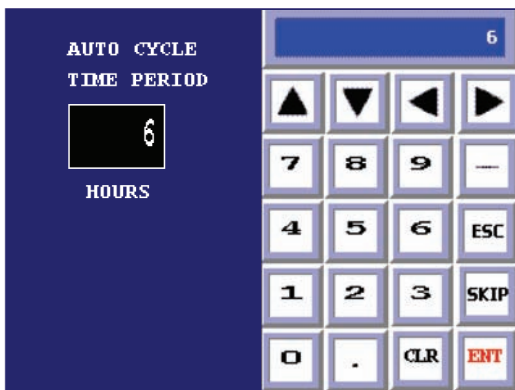 AUTO CYCLE
TIME PERIOD
6
HOURS
6
7 8 9 —
4 5 6 ESC
1 2 3 SKIP
0 . CLR ENT